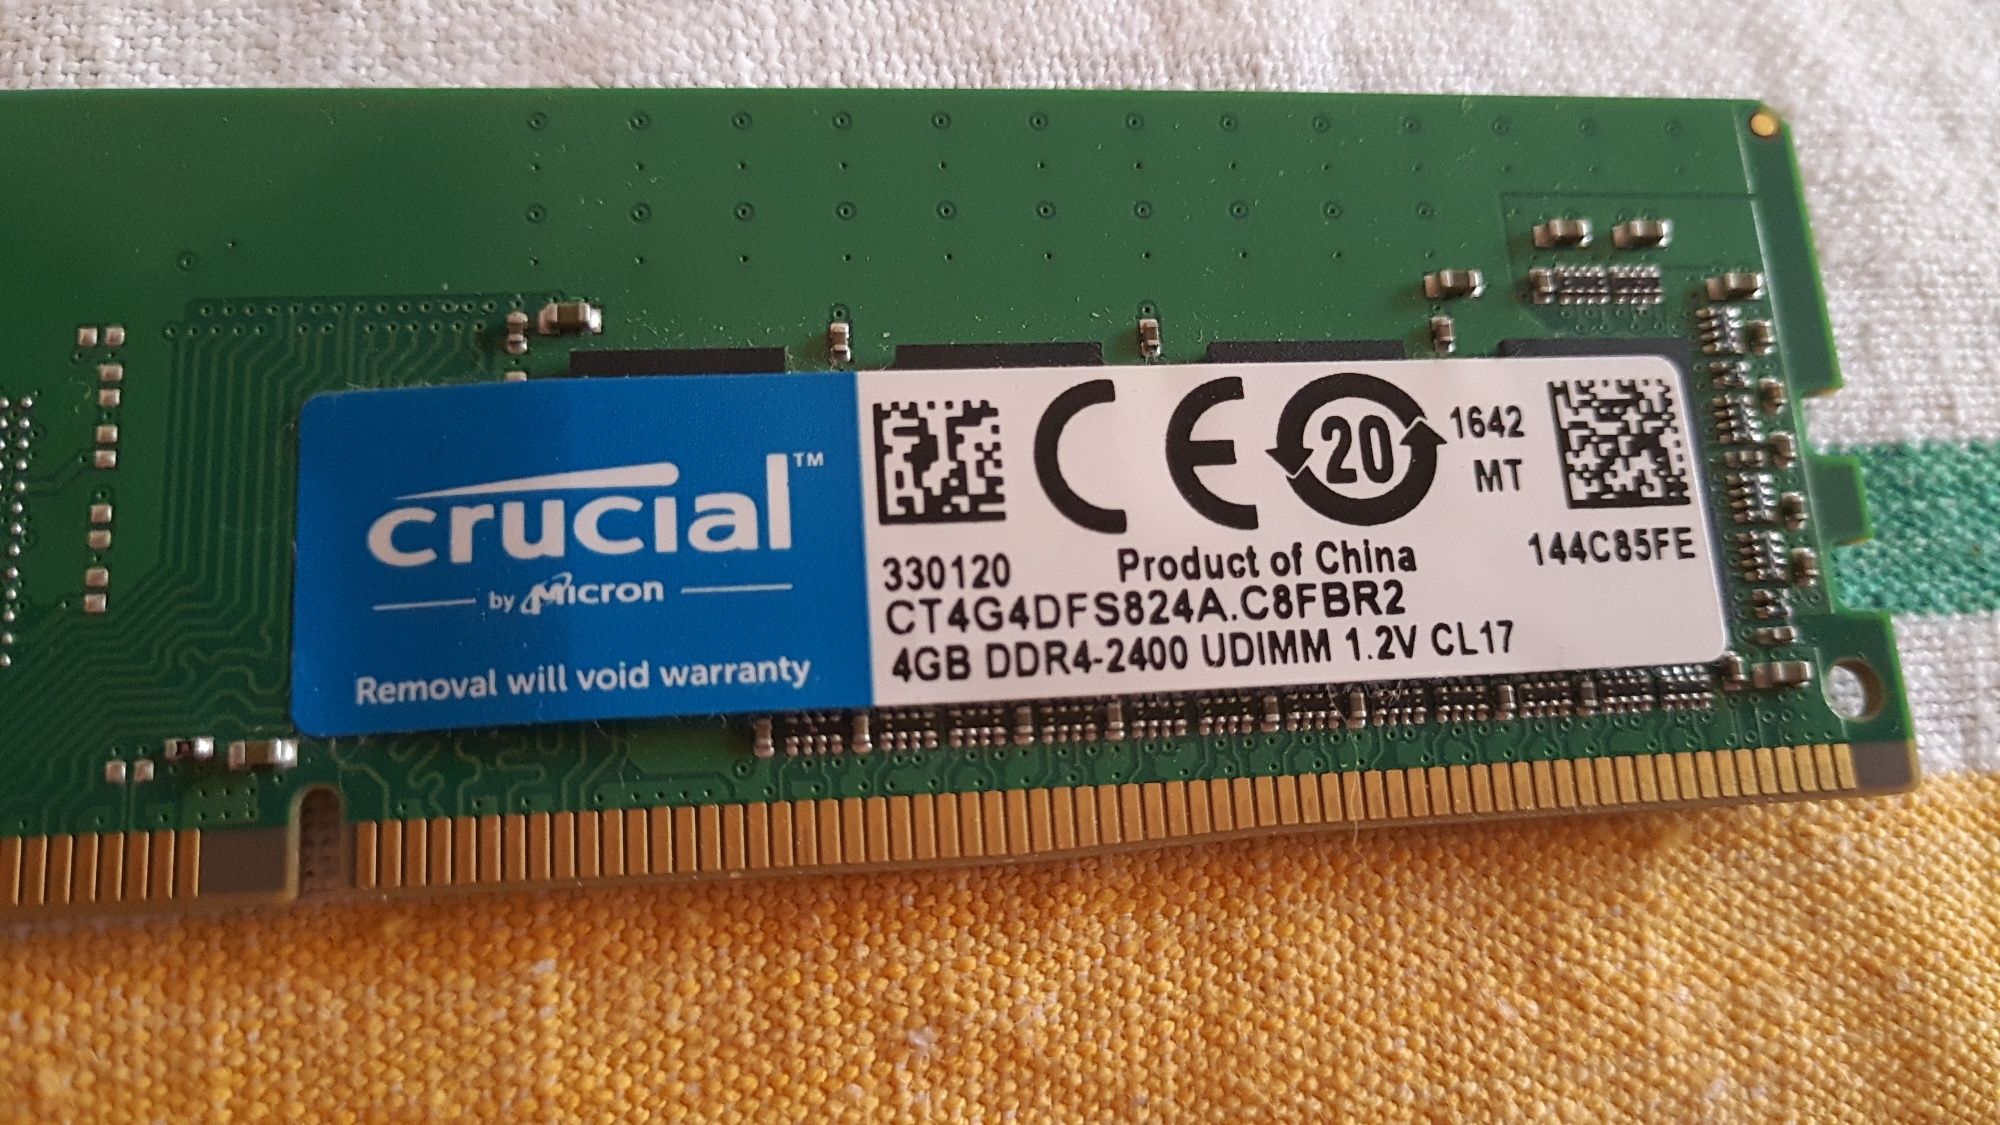 crucial™
by Micron
Removal will void warranty
CE 20 1642
MT
330120 Product of China 144C85FE
CT4G4DFS824A.C8FBR2
4GB DDR4-2400 UDIMM 1.2V CL17